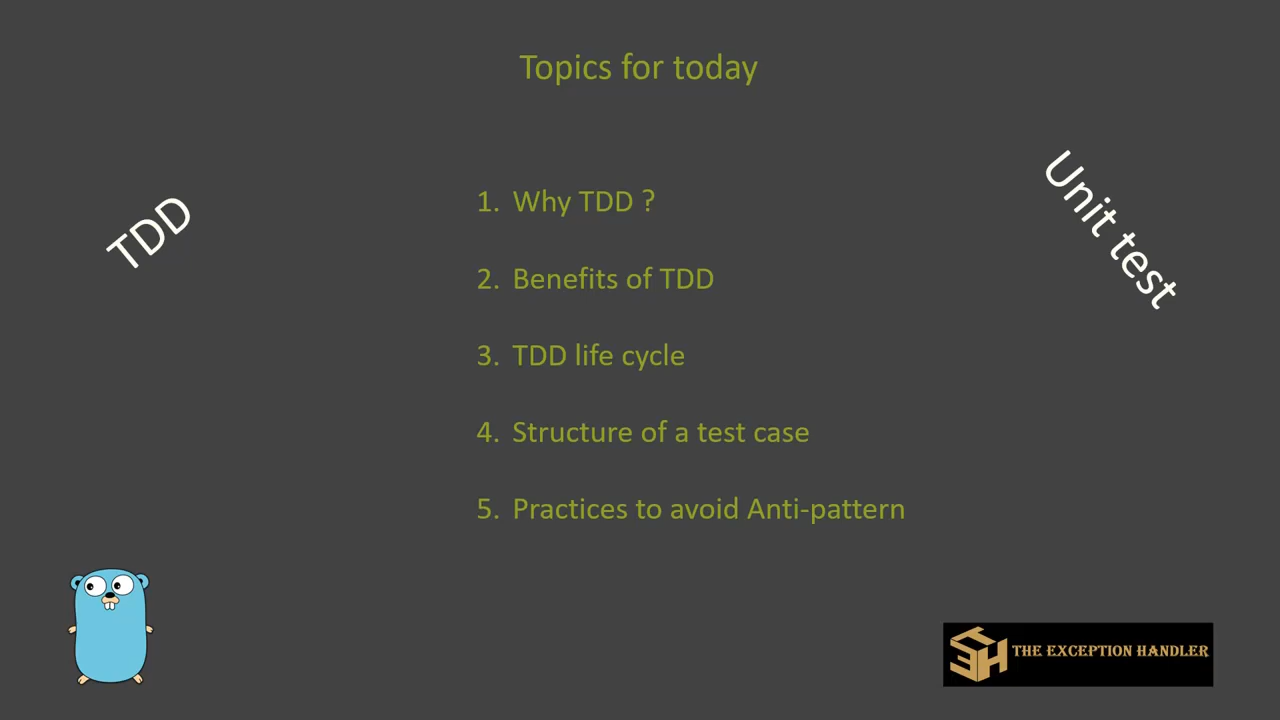 Topics for today
TDD
Unit test
1. Why TDD ?
2. Benefits of TDD
3. TDD life cycle
4. Structure of a test case
5. Practices to avoid Anti-pattern
TEH THE EXCEPTION HANDLER